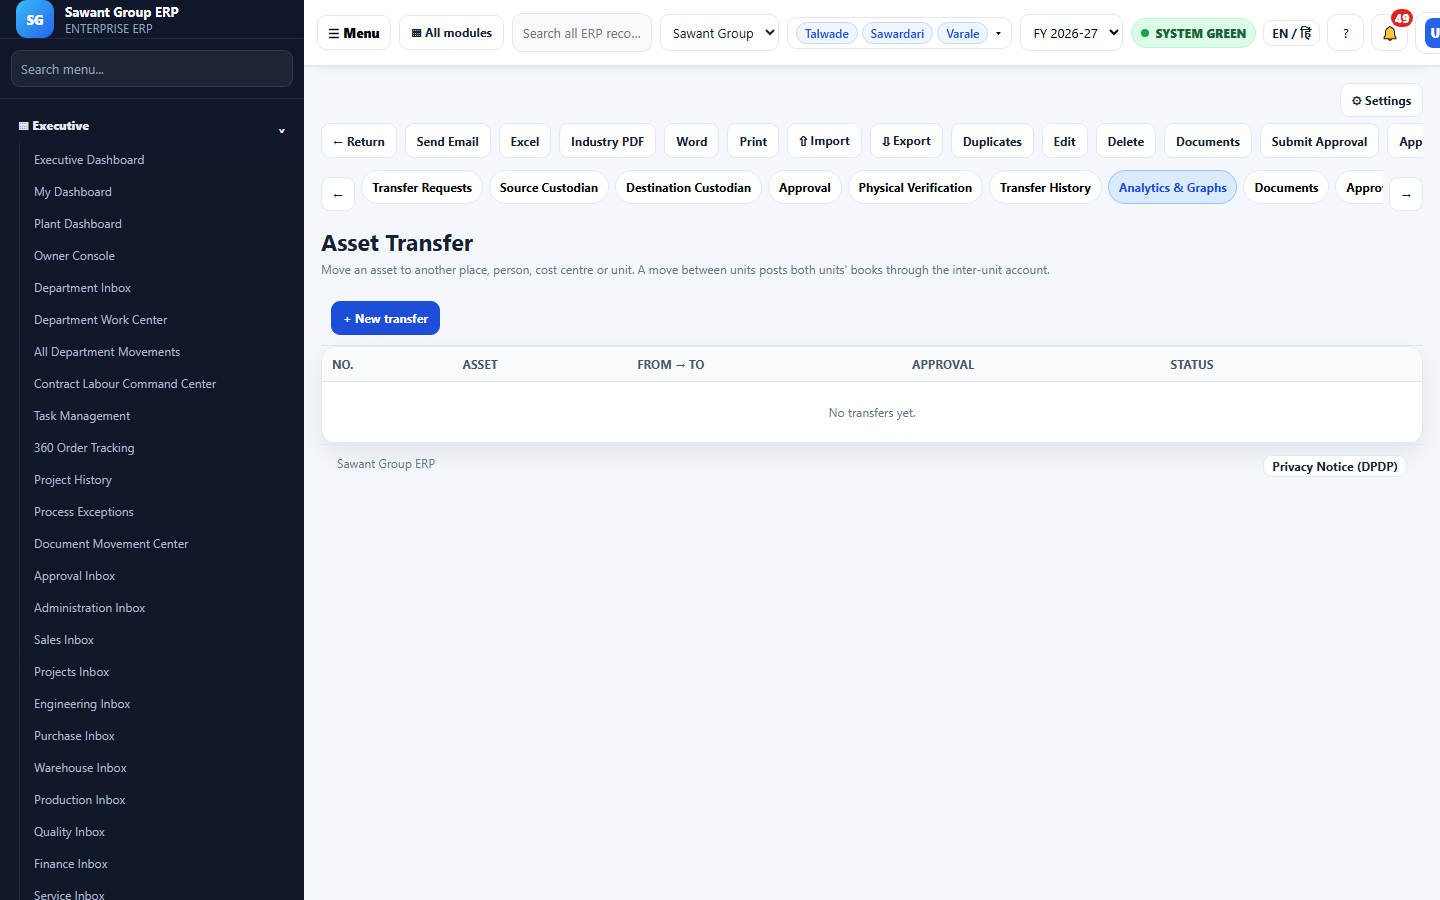 SG
Sawant Group ERP
ENTERPRISE ERP
Search menu...
Executive
Executive Dashboard
My Dashboard
Plant Dashboard
Owner Console
Department Inbox
Department Work Center
All Department Movements
Contract Labour Command Center
Task Management
360 Order Tracking
Project History
Process Exceptions
Document Movement Center
Approval Inbox
Administration Inbox
Sales Inbox
Projects Inbox
Engineering Inbox
Purchase Inbox
Warehouse Inbox
Production Inbox
Quality Inbox
Finance Inbox
Service Inbox
☰ Menu
All modules
Search all ERP reco...
Sawant Group
Talwade
Sawardari
Varale
FY 2026-27
SYSTEM GREEN
EN / हिं
?
49
U
⚙ Settings
← Return
Send Email
Excel
Industry PDF
Word
Print
⇧ Import
⇩ Export
Duplicates
Edit
Delete
Documents
Submit Approval
App
←
Transfer Requests
Source Custodian
Destination Custodian
Approval
Physical Verification
Transfer History
Analytics & Graphs
Documents
Appro
→
Asset Transfer
Move an asset to another place, person, cost centre or unit. A move between units posts both units' books through the inter-unit account.
+ New transfer
NO. ASSET FROM → TO APPROVAL STATUS
No transfers yet.
Sawant Group ERP
Privacy Notice (DPDP)